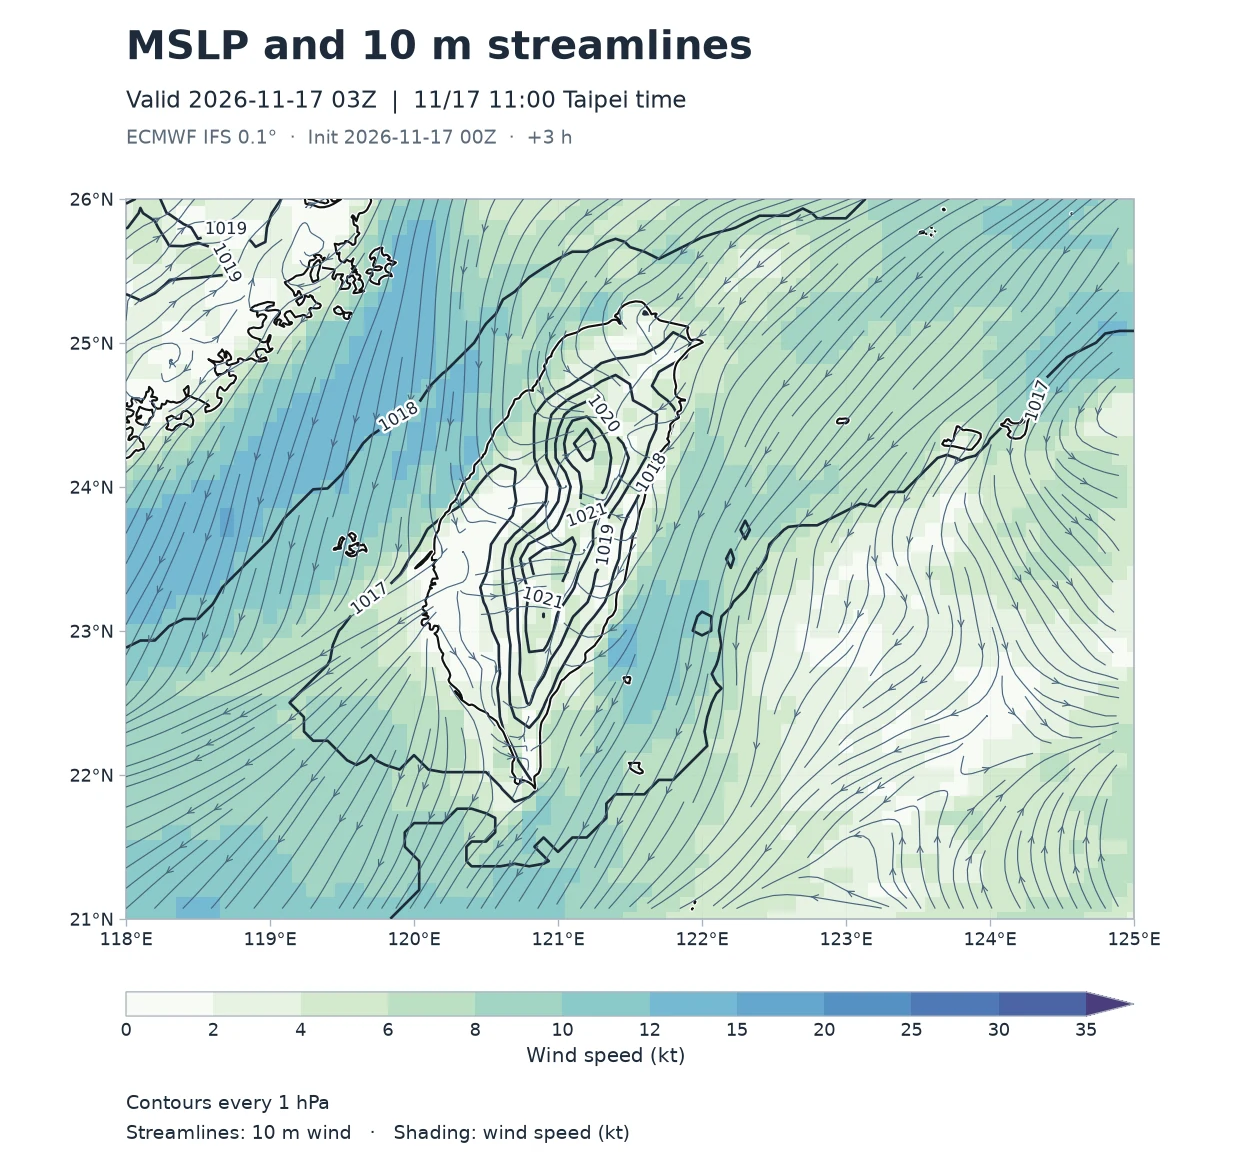 MSLP and 10 m streamlines
Valid 2026-11-17 03Z | 11/17 11:00 Taipei time
ECMWF IFS 0.1° · Init 2026-11-17 00Z · +3 h
26°N
1019
1019
25°N
1018
1020
1017
1018
24°N
1021
1019
1017
1021
23°N
22°N
21°N
118°E 119°E 120°E 121°E 122°E 123°E 124°E 125°E
0 2 4 6 8 10 12 15 20 25 30 35
Wind speed (kt)
Contours every 1 hPa
Streamlines: 10 m wind · Shading: wind speed (kt)